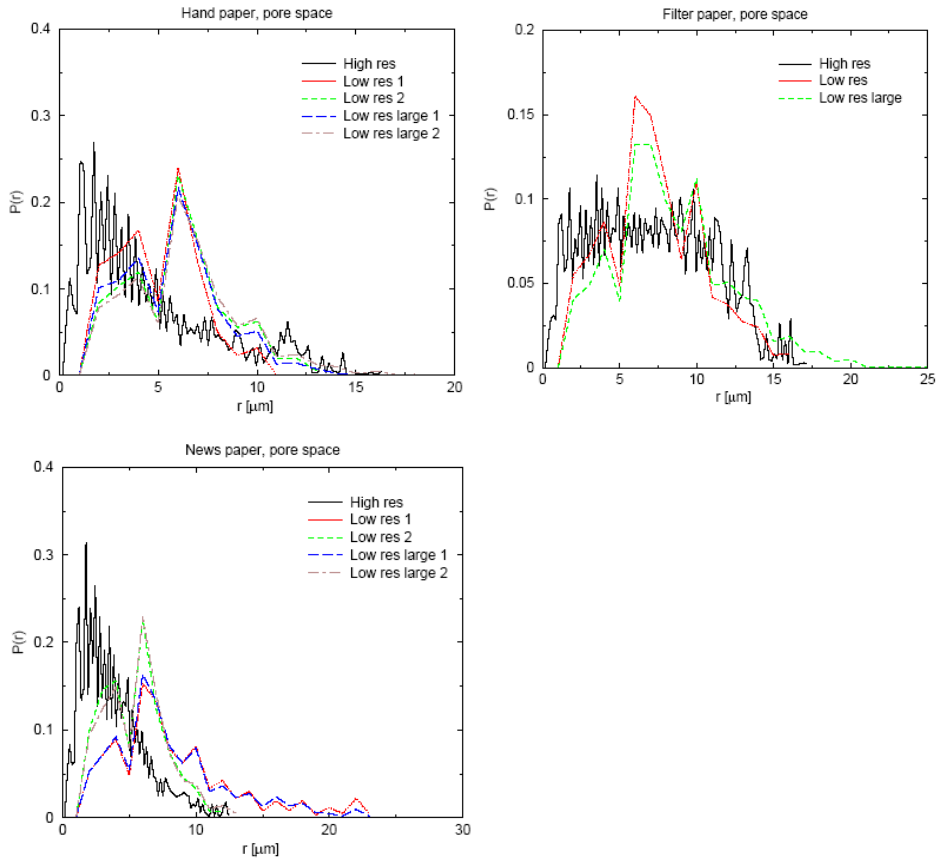 Hand paper, pore space
0.4
0.3
0.2
0.1
0
P(r)
High res
Low res 1
Low res 2
Low res large 1
Low res large 2
0
5
10
15
20
r [μm]
Filter paper, pore space
0.2
0.15
0.1
0.05
0
P(r)
High res
Low res
Low res large
0
5
10
15
20
25
r [μm]
News paper, pore space
0.4
0.3
0.2
0.1
0
P(r)
High res
Low res 1
Low res 2
Low res large 1
Low res large 2
0
10
20
30
r [μm]